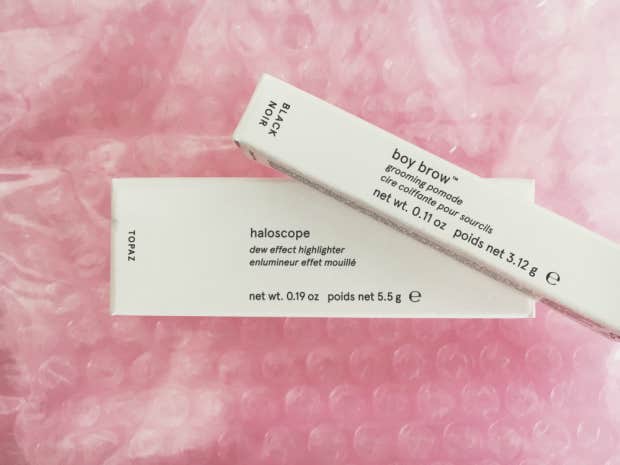 BLACK
NOIR
boy brow™
grooming pomade
cire coiffante pour sourcils
net wt. 0.11 oz poids net 3.12 g ℮
TOPAZ
haloscope
dew effect highlighter
enlumineur effet mouillé
net wt. 0.19 oz poids net 5.5 g ℮